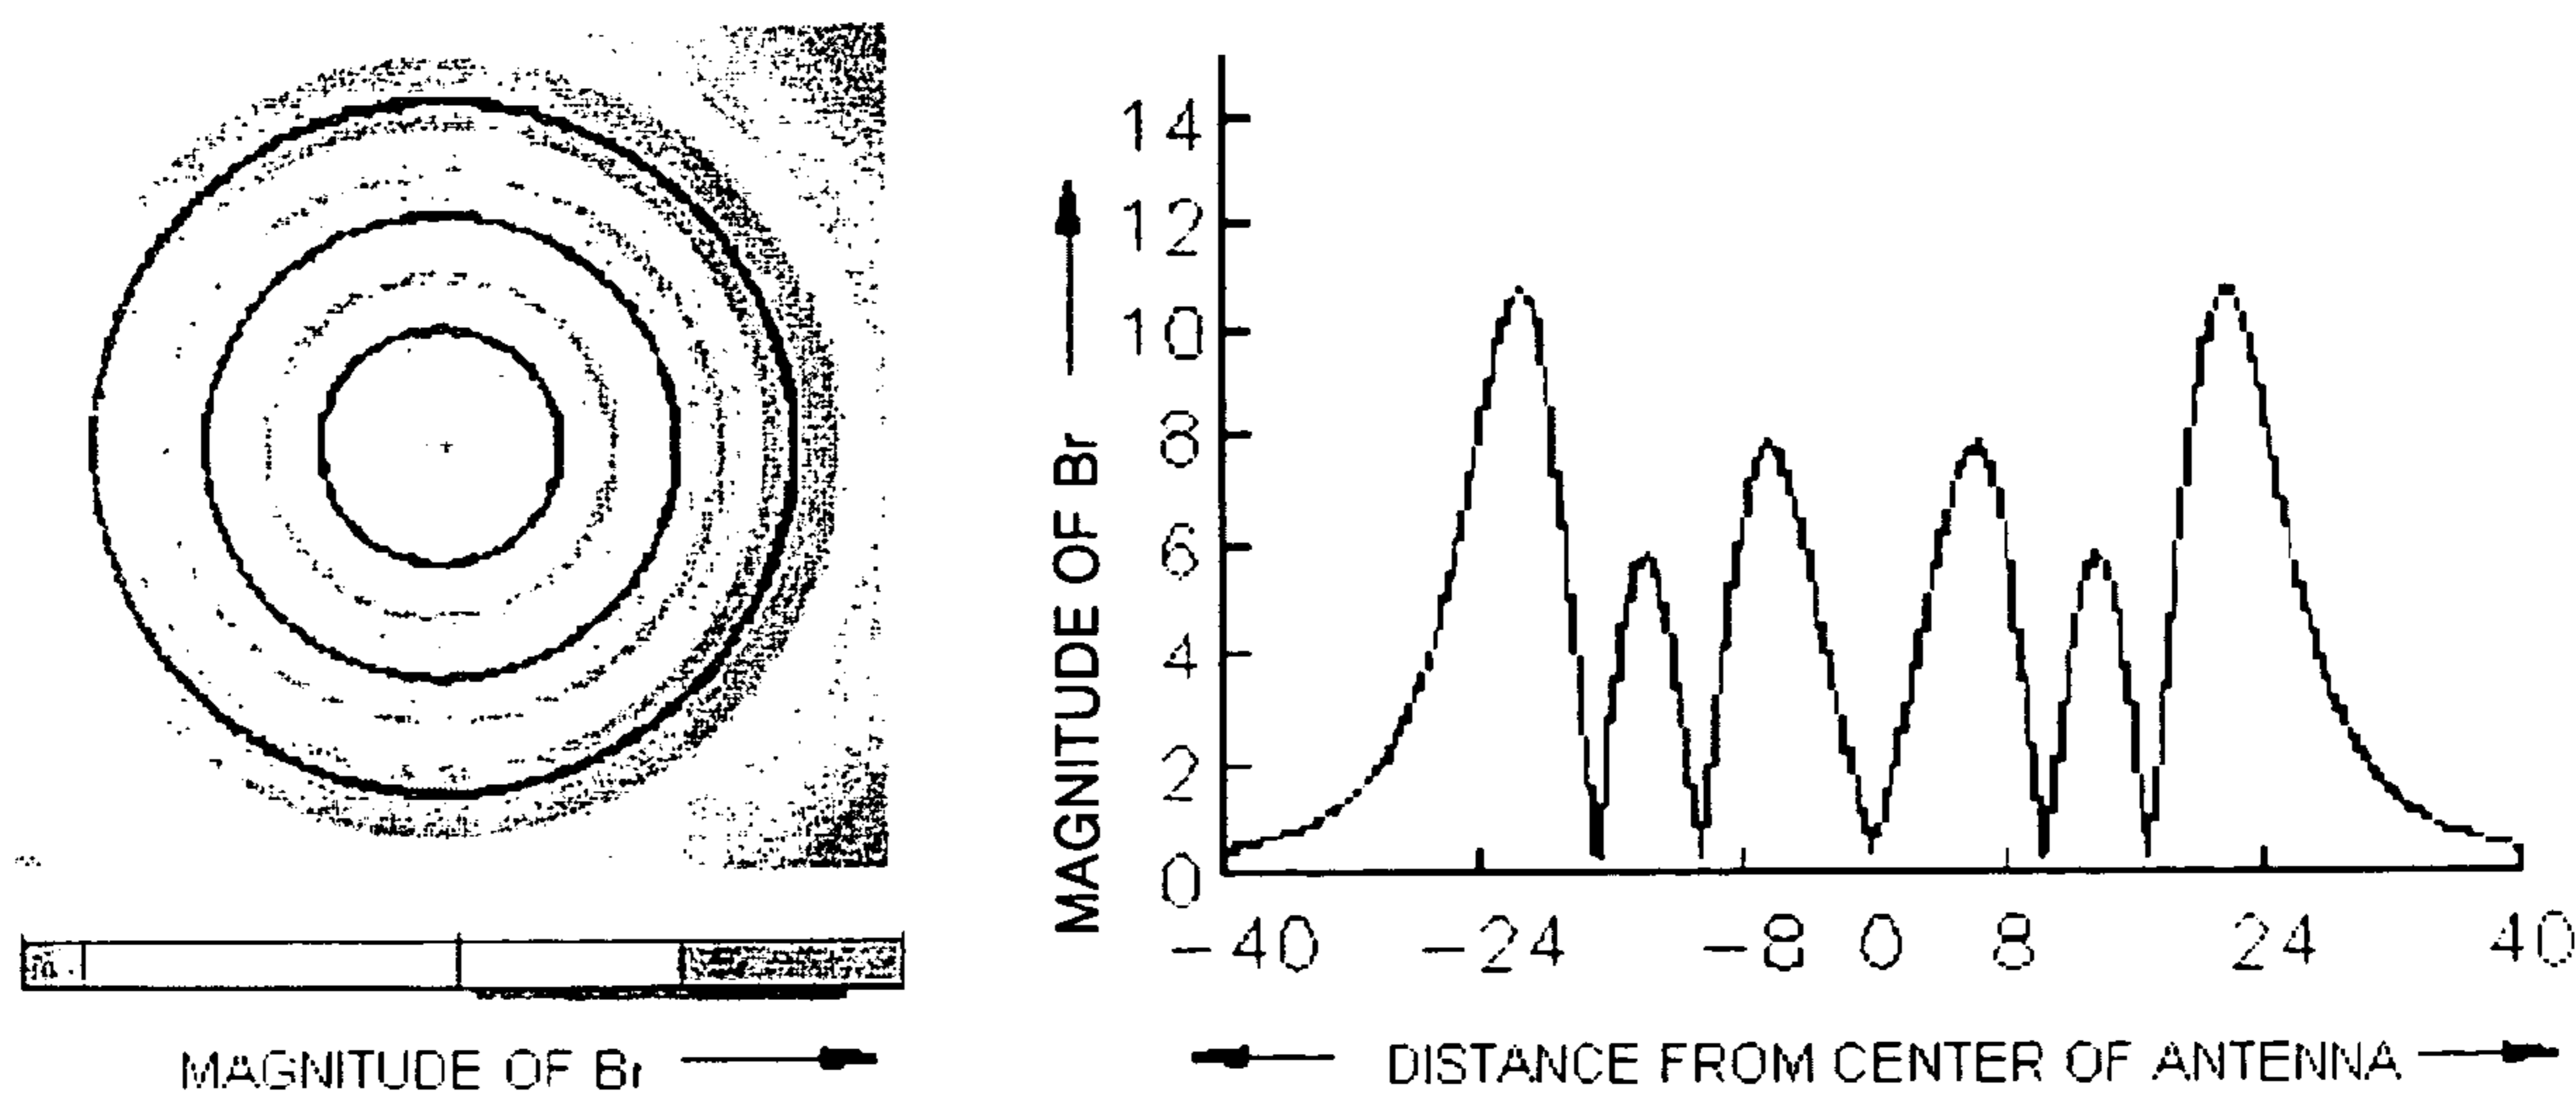 MAGNITUDE OF Br
MAGNITUDE OF Br
14
12
10
8
6
4
2
0
-40 -24 -8 0 8 24 40
DISTANCE FROM CENTER OF ANTENNA